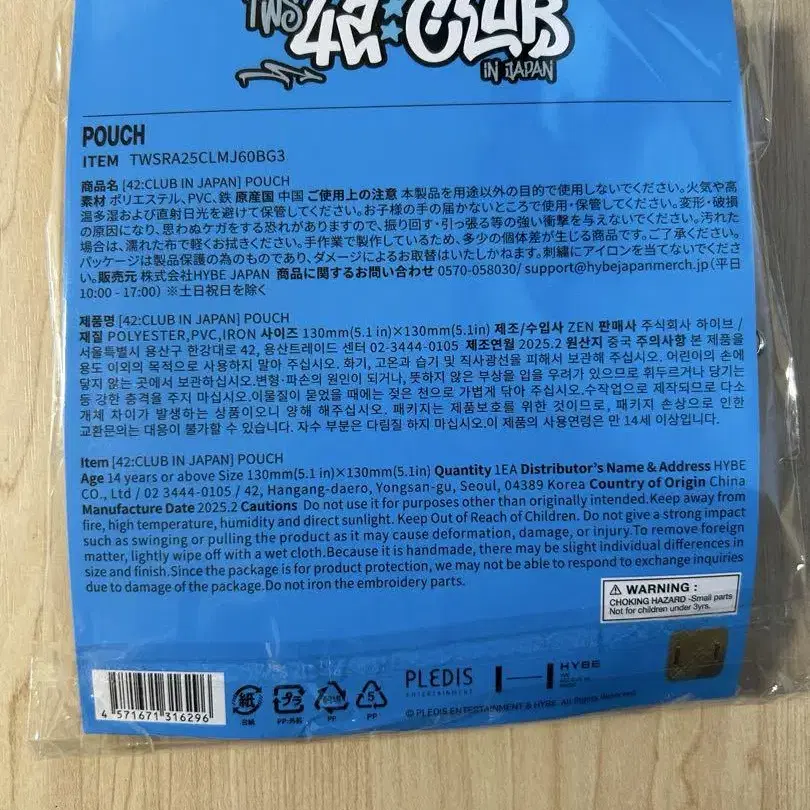 TWS 42:CLUB
IN JAPAN
POUCH
ITEM TWSRA25CLMJ60BG3
商品名 [42:CLUB IN JAPAN] POUCH
素材 ポリエステル、PVC、鉄 原産国 中国 ご使用上の注意 本製品を用途以外の目的で使用しないでください。火気や高
温多湿および直射日光を避けて保管してください。お子様の手の届かないところで使用・保管してください。変形・破損
の原因になり、思わぬケガをする恐れがありますので、振り回す・引っ張る等の強い衝撃を与えないでください。汚れた
場合は、濡れた布で軽くお拭きください。手作業で製作しているため、多少の個体差が生じる商品です。ご了承ください。
パッケージは製品保護の為のものであり、ダメージによるお取替はいたしかねます。刺繍にアイロンを当てないでくださ
い。販売元 株式会社HYBE JAPAN 商品に関するお問い合わせ 0570-058030/ support@hybejapanmerch.jp(平日
10:00 - 17:00) ※土日祝日を除く
제품명 [42:CLUB IN JAPAN] POUCH
재질 POLYESTER,PVC,IRON 사이즈 130mm(5.1 in)×130mm(5.1in) 제조/수입사 ZEN 판매사 주식회사 하이브 /
서울특별시 용산구 한강대로 42, 용산트레이드 센터 02-3444-0105 제조연월 2025.2 원산지 중국 주의사항 본 제품을
용도 이외의 목적으로 사용하지 말아 주십시오. 화기, 고온과 습기 및 직사광선을 피해서 보관해 주십시오. 어린이의 손에
닿지 않는 곳에서 보관하십시오.변형·파손의 원인이 되거나, 뜻하지 않은 부상을 입을 우려가 있으므로 휘두르거나 당기는
등 강한 충격을 주지 마십시오.이물질이 묻었을 때에는 젖은 천으로 가볍게 닦아 주십시오.수작업으로 제작되므로 다소
개체 차이가 발생하는 상품이오니 양해 해주십시오. 패키지는 제품보호를 위한 것이므로, 패키지 손상으로 인한
교환문의는 대응이 불가할 수 있습니다. 자수 부분은 다림질 하지 마십시오.이 제품의 사용연령은 만 14세 이상입니다.
Item [42:CLUB IN JAPAN] POUCH
Age 14 years or above Size 130mm(5.1 in)×130mm(5.1in) Quantity 1EA Distributor's Name & Address HYBE
CO., Ltd / 02 3444-0105 / 42, Hangang-daero, Yongsan-gu, Seoul, 04389 Korea Country of Origin China
Manufacture Date 2025.2 Cautions Do not use it for purposes other than originally intended.Keep away from
fire, high temperature, humidity and direct sunlight. Keep Out of Reach of Children. Do not give a strong impact
such as swinging or pulling the product as it may cause deformation, damage, or injury.To remove foreign
matter, lightly wipe off with a wet cloth.Because it is handmade, there may be slight individual differences in
size and finish.Since the package is for product protection, we may not be able to respond to exchange inquiries
due to damage of the package.Do not iron the embroidery parts.
WARNING :
CHOKING HAZARD -Small parts
Not for children under 3yrs.
4 571671 316296
紙
台紙
プラ
PP:外袋
PP
5
PP
PLEDIS
ENTERTAINMENT
HYBE
© PLEDIS ENTERTAINMENT & HYBE. All Rights Reserved.